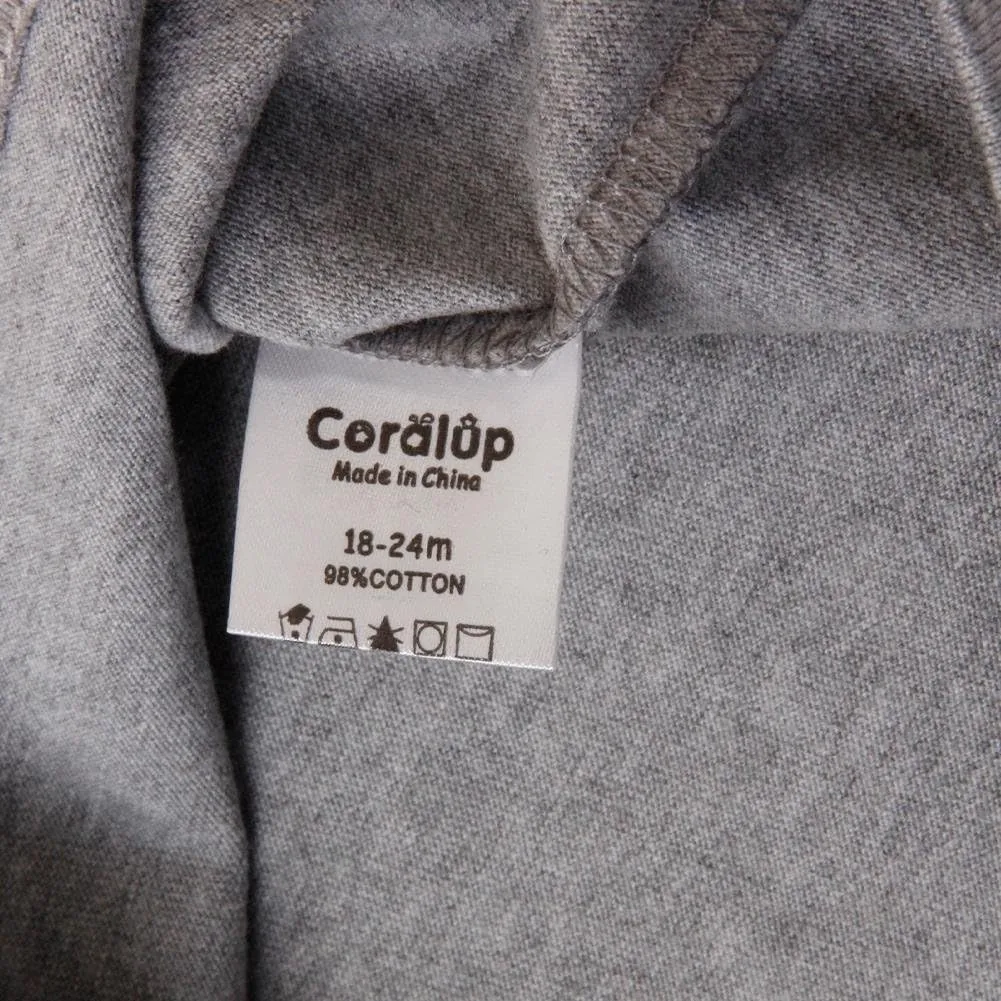 Coralup
Made in China
18-24m
98%COTTON